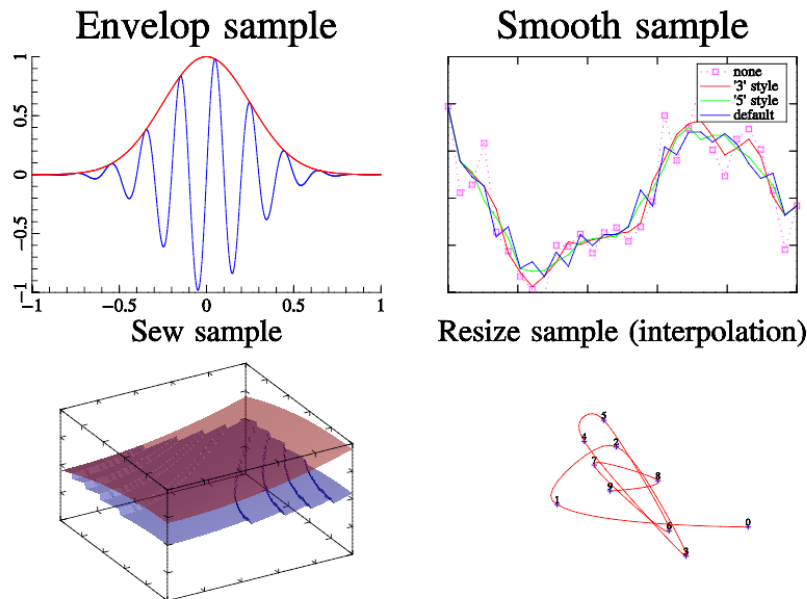 Envelop sample
1
0.5
0
−0.5
−1
−1
−0.5
0
0.5
1
Smooth sample
none
'3' style
'5' style
default
Sew sample
Resize sample (interpolation)
5
4
2
7
8
9
1
0
6
3